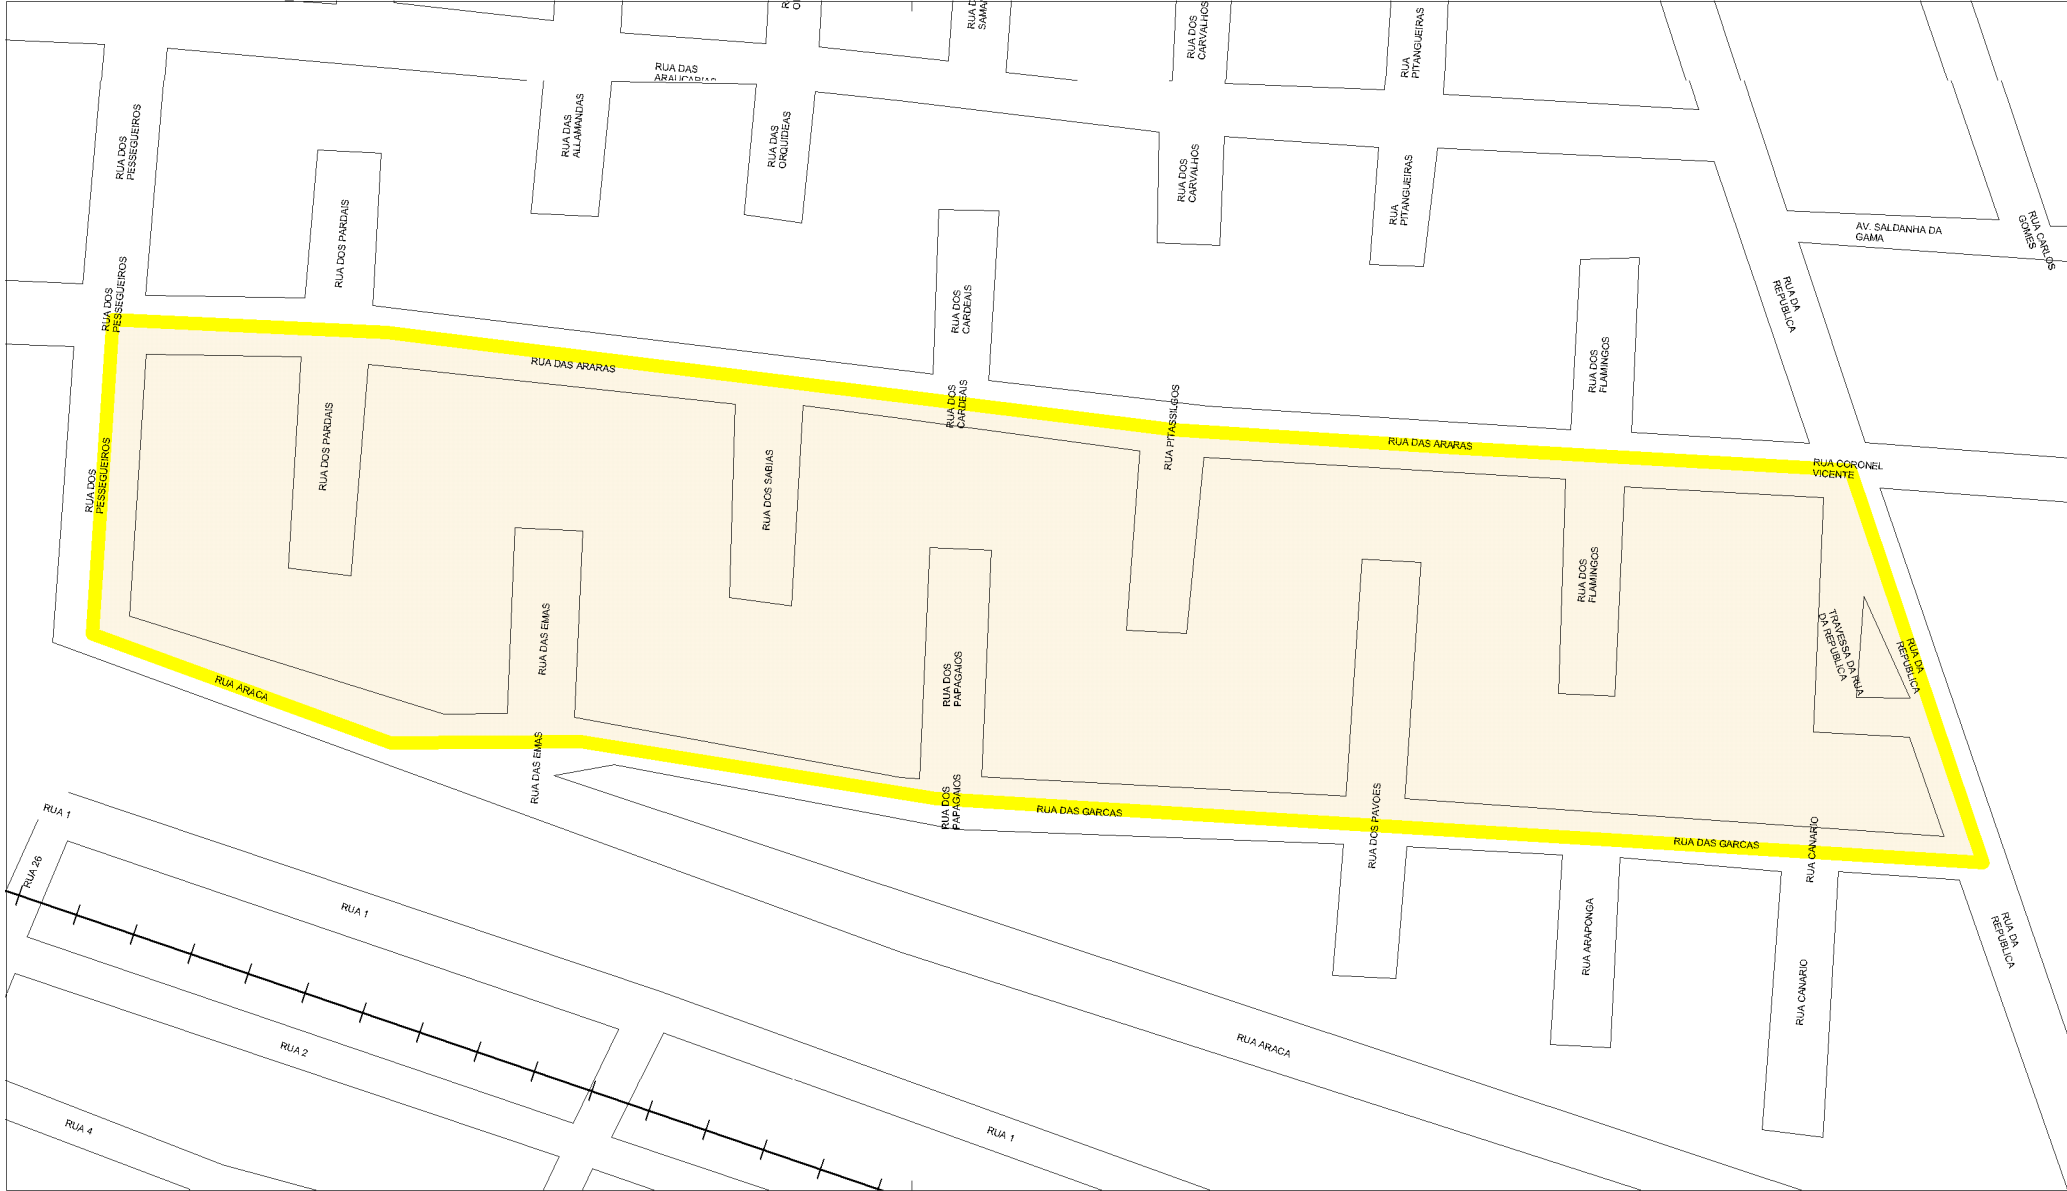 RUA DAS
RUA DOS
CARVALHOS
RUA
PITANGUEIRAS
RUA DOS
PESSEGUEIROS
RUA DAS
ALLAMANDAS
RUA DAS
ORQUIDEAS
RUA DOS
CARVALHOS
RUA
PITANGUEIRAS
RUA DOS PARDAIS
AV. SALDANHA DA
GAMA
RUA CARLOS
GOMES
RUA DOS
PESSEGUEIROS
RUA DOS
CARDEAIS
RUA DA
REPUBLICA
RUA DAS ARARAS
RUA DOS
FLAMINGOS
RUA DOS
CARDEAIS
RUA PITASSILGOS
RUA DAS ARARAS
RUA CORONEL
VICENTE
RUA DOS
PESSEGUEIROS
RUA DOS PARDAIS
RUA DOS SABIAS
RUA DOS
FLAMINGOS
RUA DAS EMAS
RUA DOS
PAPAGAIOS
TRAVESSA DA RUA
DA REPUBLICA
RUA DA
REPUBLICA
RUA ARACA
RUA DAS EMAS
RUA DOS
PAPAGAIOS
RUA DAS GARCAS
RUA DOS PAVOES
RUA DAS GARCAS
RUA CANARIO
RUA 1
RUA 26
RUA 1
RUA ARAPONGA
RUA CANARIO
RUA DA
REPUBLICA
RUA 2
RUA ARACA
RUA 4
RUA 1